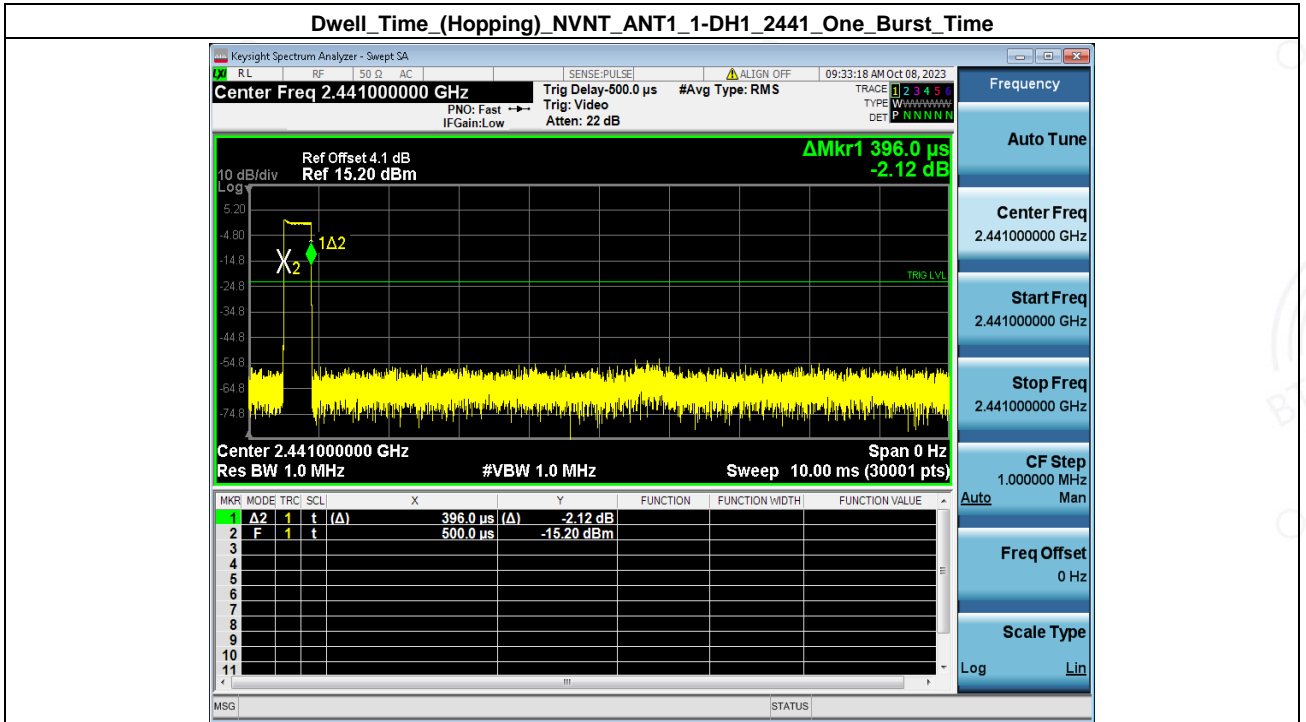 Dwell_Time_(Hopping)_NVNT_ANT1_1-DH1_2441_One_Burst_Time
Keysight Spectrum Analyzer - Swept SA
LXI RL RF 50 Ω AC SENSE:PULSE ALIGN OFF 09:33:18 AM Oct 08, 2023
Center Freq 2.441000000 GHz
PNO: Fast
IFGain:Low
Trig Delay-500.0 µs
Trig: Video
Atten: 22 dB
#Avg Type: RMS
TRACE 1 2 3 4 5 6
TYPE WWWWWWW
DET P N N N N N
ΔMkr1 396.0 µs
-2.12 dB
Ref Offset 4.1 dB
10 dB/div Ref 15.20 dBm
Log
5.20
-4.80
-14.8
-24.8
-34.8
-44.8
-54.8
-64.8
-74.8
1Δ2
X2
TRIG LVL
Center 2.441000000 GHz Span 0 Hz
Res BW 1.0 MHz #VBW 1.0 MHz Sweep 10.00 ms (30001 pts)
MKR MODE TRC SCL X Y FUNCTION FUNCTION WIDTH FUNCTION VALUE
1 Δ2 1 t (Δ) 396.0 µs (Δ) -2.12 dB
2 F 1 t 500.0 µs -15.20 dBm
3
4
5
6
7
8
9
10
11
MSG STATUS
Frequency
Auto Tune
Center Freq
2.441000000 GHz
Start Freq
2.441000000 GHz
Stop Freq
2.441000000 GHz
CF Step
1.000000 MHz
Auto Man
Freq Offset
0 Hz
Scale Type
Log Lin